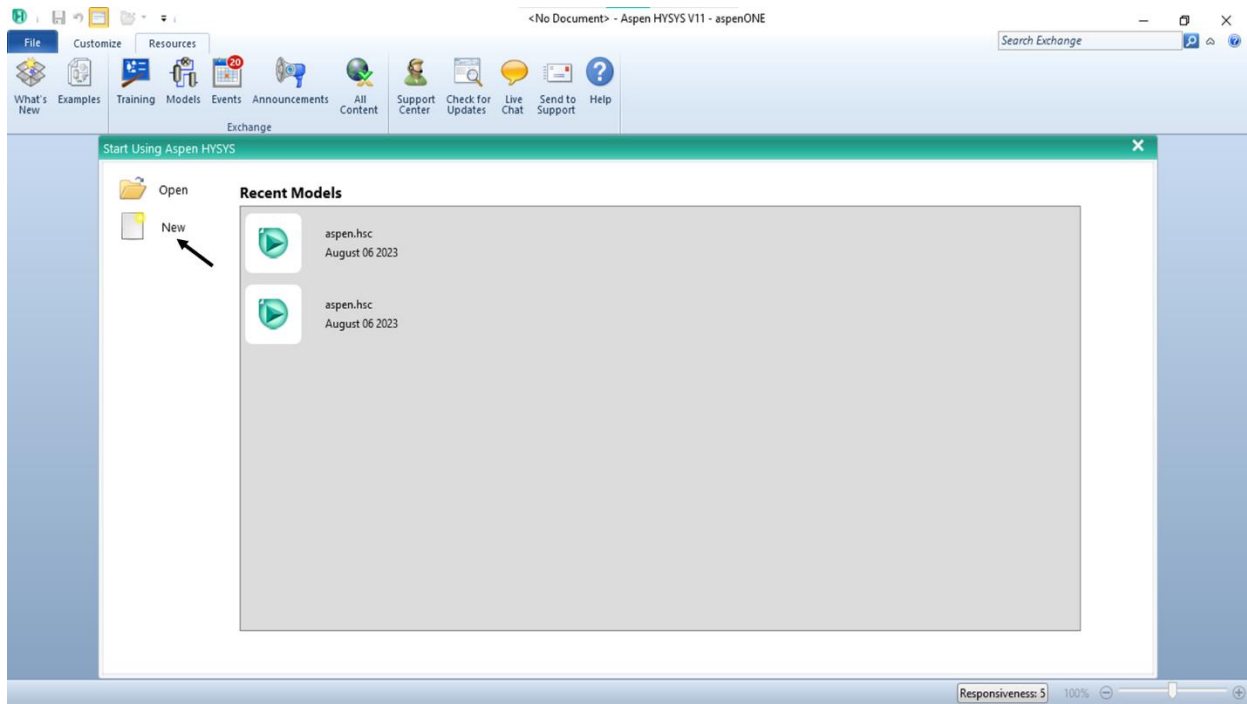 <No Document> - Aspen HYSYS V11 - aspenONE
File Customize Resources Search Exchange
What's New
Examples
Training
Models
20
Events
Announcements
All Content
Support Center
Check for Updates
Live Chat
Send to Support
Help
Exchange
Start Using Aspen HYSYS
Open
New
Recent Models
aspen.hsc
August 06 2023
aspen.hsc
August 06 2023
Responsiveness: 5 100%